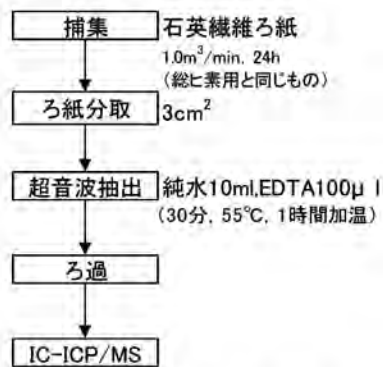 捕集 石英繊維ろ紙
1.0m³/min. 24h
(総ヒ素用と同じもの)
ろ紙分取 3cm²
超音波抽出 純水10ml,EDTA100μl
(30分, 55℃, 1時間加温)
ろ過
IC-ICP/MS